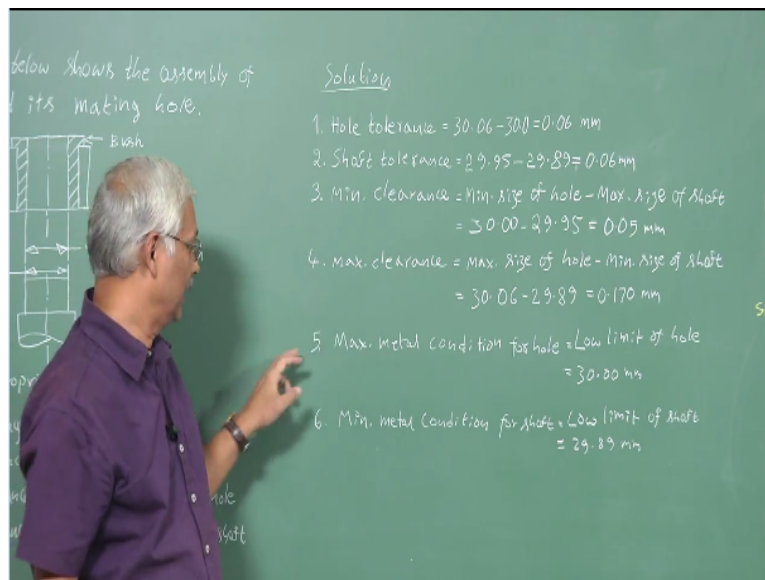 below shows the assembly of
its mating hole.
Bush
Solution
1. Hole tolerance = 30.06-30.0=0.06 mm
2. Shaft tolerance = 29.95-29.89=0.06mm
3. Min. clearance = Min. size of hole - Max. size of shaft
= 30.00-29.95 = 0.05 mm
4. Max. clearance = Max. size of hole - Min. size of shaft
= 30.06-29.89 = 0.170 mm
5. Max. metal condition for hole = Low limit of hole
= 30.00 mm
6. Min. metal condition for shaft = Low limit of shaft
= 29.89 mm
hole
shaft